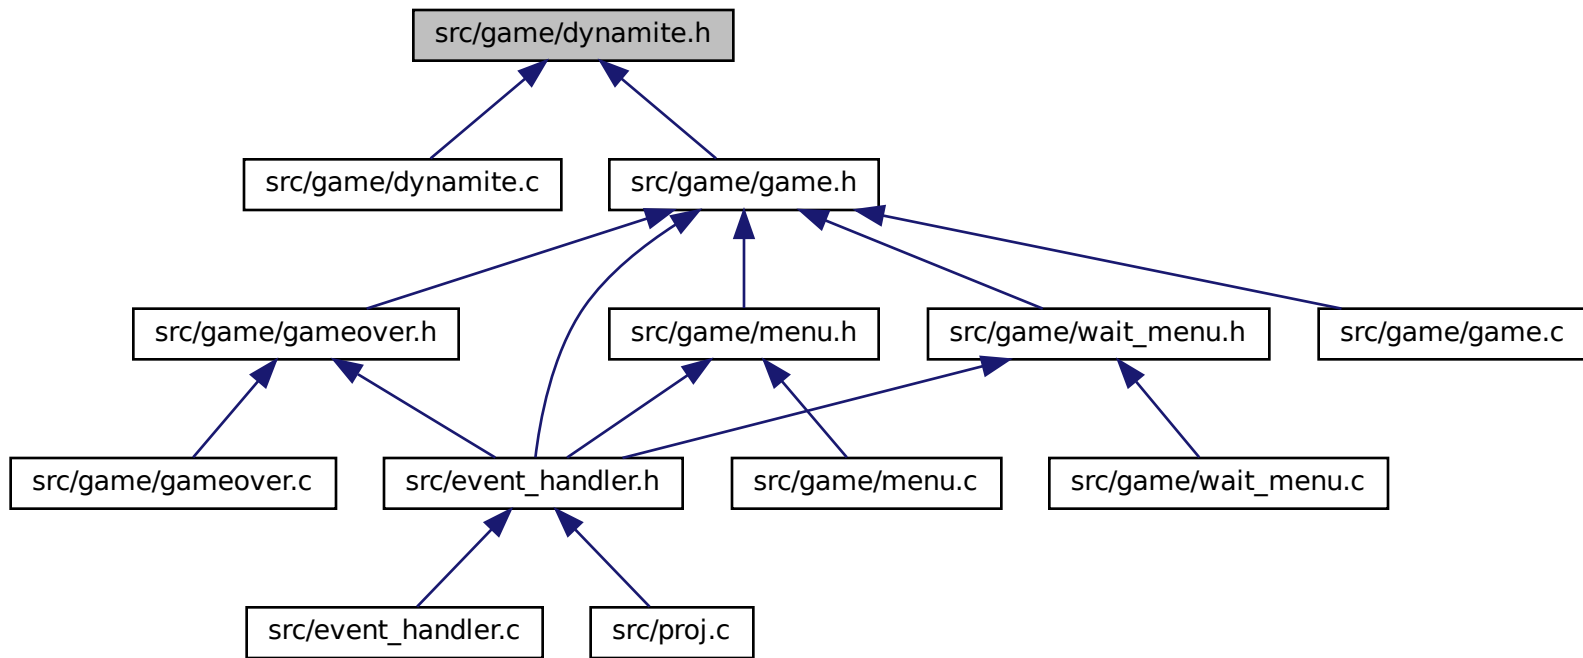 src/game/dynamite.h
src/game/dynamite.c
src/game/game.h
src/game/gameover.h
src/game/menu.h
src/game/wait_menu.h
src/game/game.c
src/game/gameover.c
src/event_handler.h
src/game/menu.c
src/game/wait_menu.c
src/event_handler.c
src/proj.c